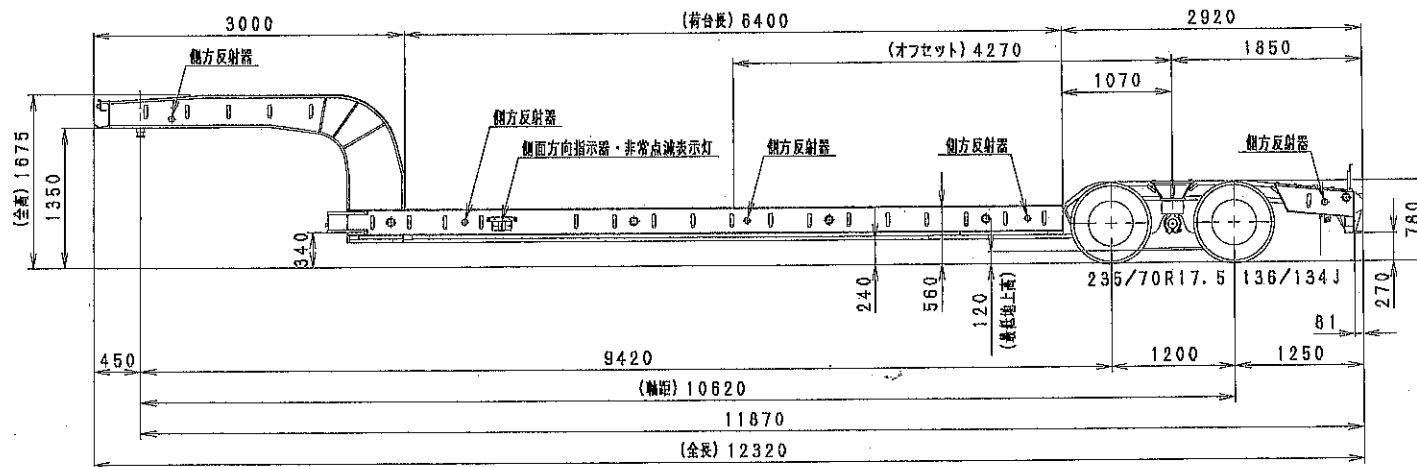 3000
(荷台長) 6400
2920
(オフセット) 4270
1850
1070
側方反射器
側方反射器
側面方向指示器・非常点滅表示灯
側方反射器
側方反射器
側方反射器
(全高) 1675
1350
340
240
560
120
(最低地上高)
235/70R17.5 136/134J
780
270
81
450
9420
1200
1250
(軸距) 10620
11870
(全長) 12320